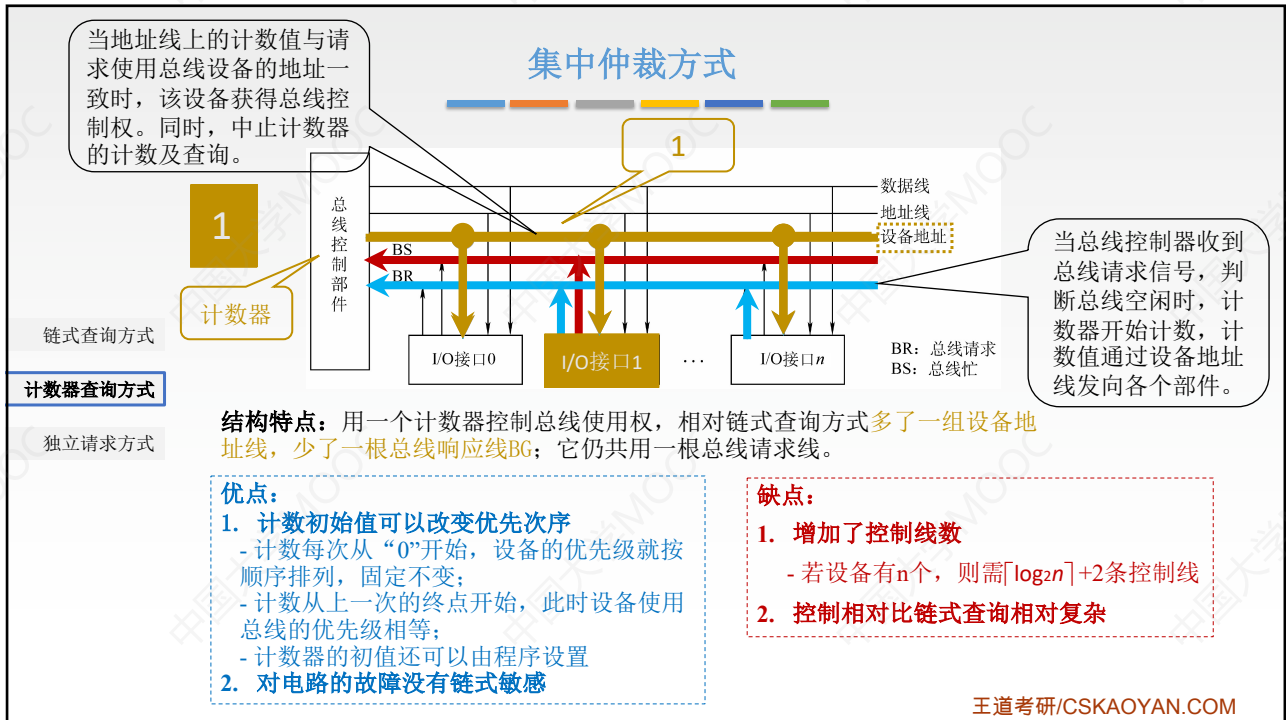 集中仲裁方式
当地址线上的计数值与请
求使用总线设备的地址一
致时，该设备获得总线控
制权。同时，中止计数器
的计数及查询。
1
1
计数器
总
线
控
制
部
件
数据线
地址线
设备地址
BS
BR
I/O接口0
I/O接口1
···
I/O接口n
BR：总线请求
BS：总线忙
当总线控制器收到
总线请求信号，判
断总线空闲时，计
数器开始计数，计
数值通过设备地址
线发向各个部件。
链式查询方式
计数器查询方式
独立请求方式
结构特点：用一个计数器控制总线使用权，相对链式查询方式多了一组设备地
址线，少了一根总线响应线BG；它仍共用一根总线请求线。
优点：
1. 计数初始值可以改变优先次序
- 计数每次从“0”开始，设备的优先级就按
顺序排列，固定不变；
- 计数从上一次的终点开始，此时设备使用
总线的优先级相等；
- 计数器的初值还可以由程序设置
2. 对电路的故障没有链式敏感
缺点：
1. 增加了控制线数
- 若设备有n个，则需⌈log₂n⌉+2条控制线
2. 控制相对比链式查询相对复杂
王道考研/CSKAOYAN.COM
中国大学MOOC